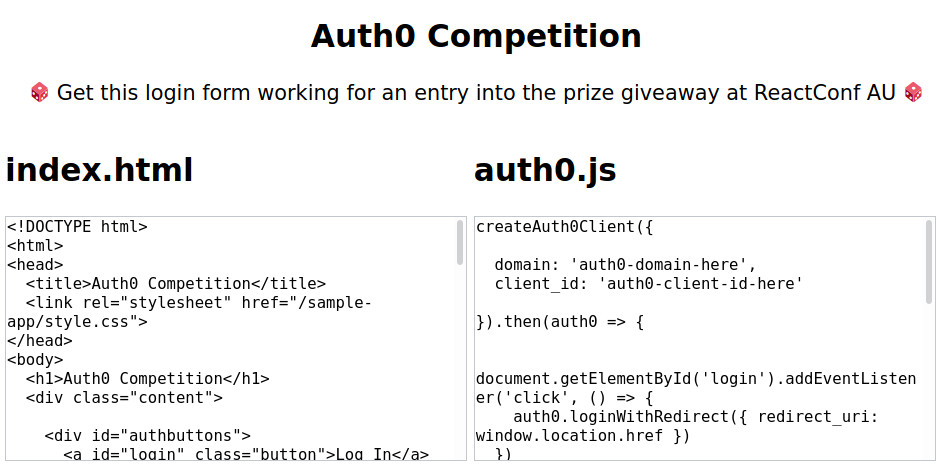 Auth0 Competition
Get this login form working for an entry into the prize giveaway at ReactConf AU
index.html
<!DOCTYPE html>
<html>
<head>
  <title>Auth0 Competition</title>
  <link rel="stylesheet" href="/sample-
app/style.css">
</head>
<body>
  <h1>Auth0 Competition</h1>
  <div class="content">
    <div id="authbuttons">
      <a id="login" class="button">Log In</a>
auth0.js
createAuth0Client({
  domain: 'auth0-domain-here',
  client_id: 'auth0-client-id-here'
}).then(auth0 => {
document.getElementById('login').addEventListen
er('click', () => {
    auth0.loginWithRedirect({ redirect_uri:
window.location.href })
  })